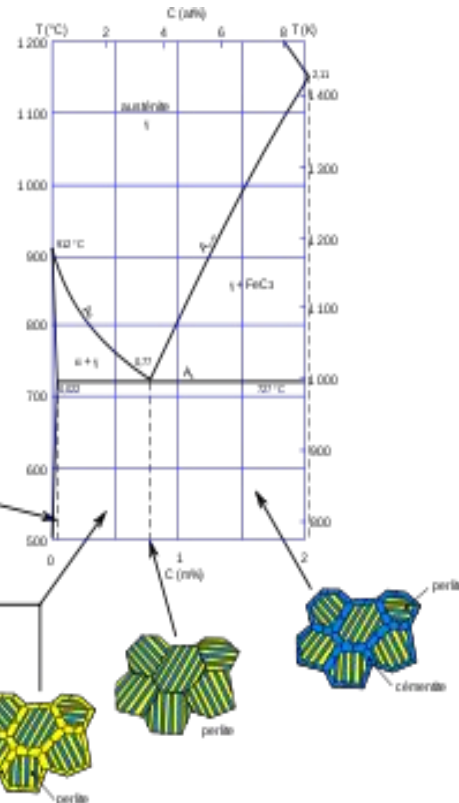 C (at%)
T (°C) 2 4 6 8 T (K)
1 200
2,11
1 400
1 100
austénite
γ
1 300
1 000
1 200
900
912 °C
γ + FeC3
1 100
800
α + γ
0,77
A1
1 000
0,022
727 °C
700
900
600
800
500
0 1 2
C (m%)
perlite
cémentite
perlite
perlite